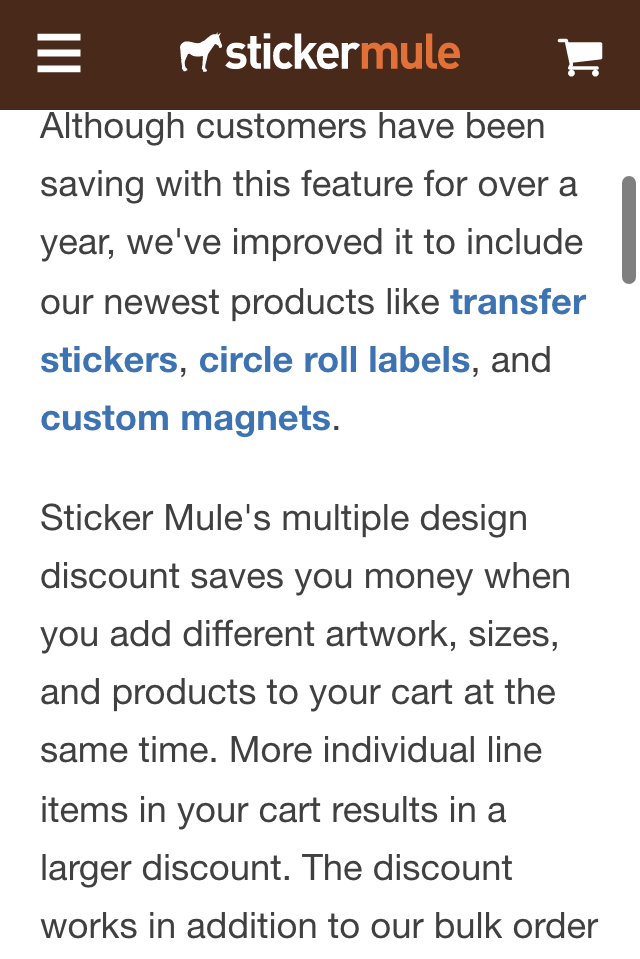 stickermule
Although customers have been
saving with this feature for over a
year, we've improved it to include
our newest products like transfer
stickers, circle roll labels, and
custom magnets.
Sticker Mule's multiple design
discount saves you money when
you add different artwork, sizes,
and products to your cart at the
same time. More individual line
items in your cart results in a
larger discount. The discount
works in addition to our bulk order